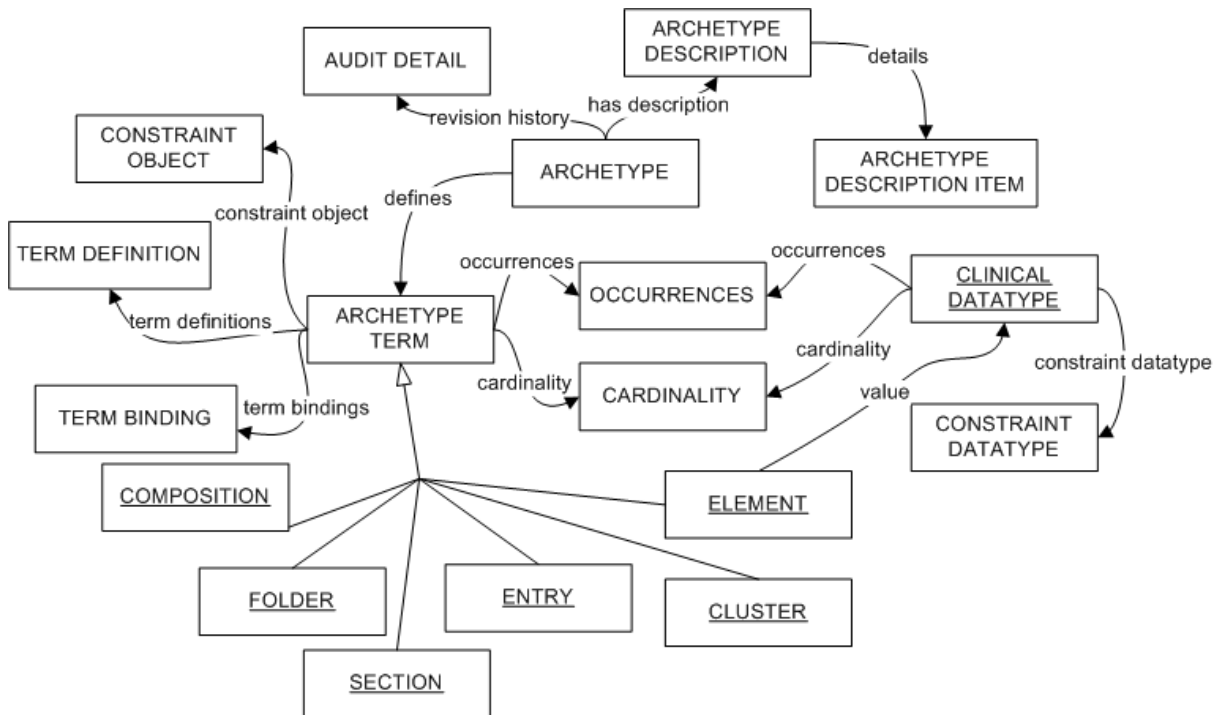 ARCHETYPE
DESCRIPTION
AUDIT DETAIL
details
has description
revision history
CONSTRAINT
OBJECT
ARCHETYPE
ARCHETYPE
DESCRIPTION ITEM
defines
constraint object
TERM DEFINITION
occurrences
occurrences
CLINICAL
DATATYPE
OCCURRENCES
term definitions
ARCHETYPE
TERM
cardinality
constraint datatype
cardinality
CARDINALITY
value
term bindings
TERM BINDING
CONSTRAINT
DATATYPE
COMPOSITION
ELEMENT
FOLDER
ENTRY
CLUSTER
SECTION